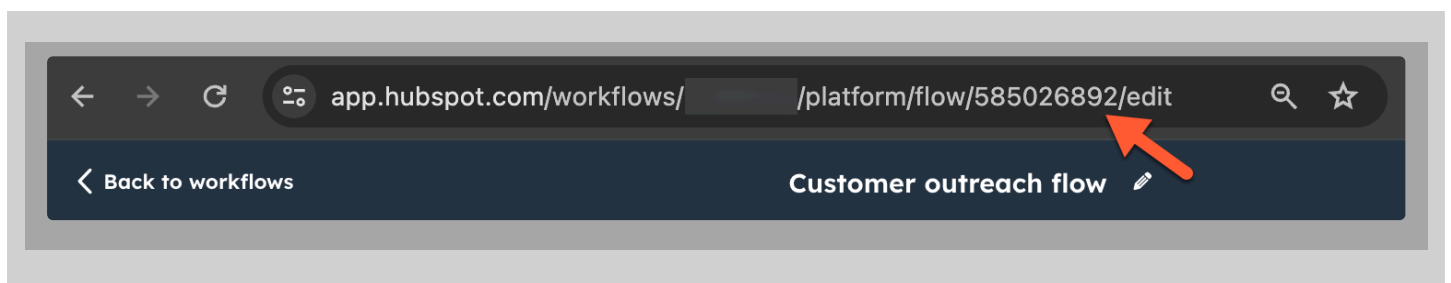 app.hubspot.com/workflows/ /platform/flow/585026892/edit
Back to workflows
Customer outreach flow